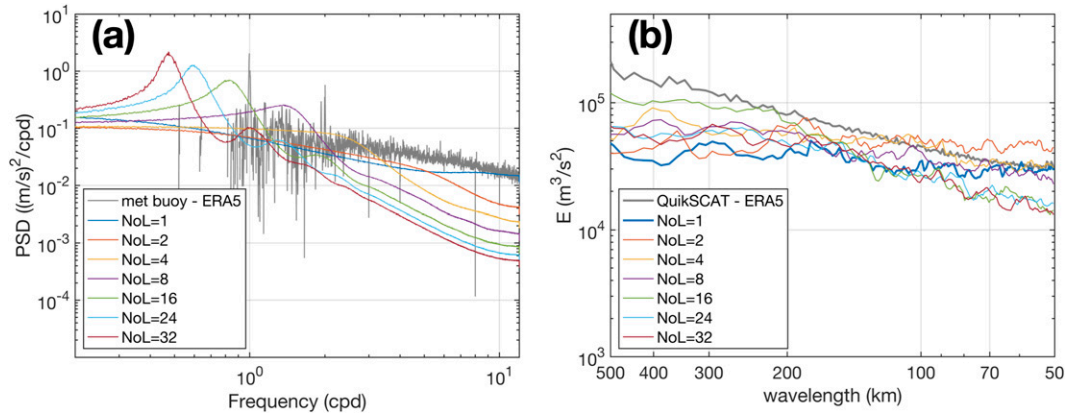 (a)
10^1
10^0
10^-1
10^-2
10^-3
10^-4
PSD ((m/s)^2/cpd)
met buoy - ERA5
NoL=1
NoL=2
NoL=4
NoL=8
NoL=16
NoL=24
NoL=32
10^0
10^1
Frequency (cpd)
(b)
10^5
10^4
10^3
E (m^3/s^2)
QuikSCAT - ERA5
NoL=1
NoL=2
NoL=4
NoL=8
NoL=16
NoL=24
NoL=32
500 400 300 200 100 70 50
wavelength (km)